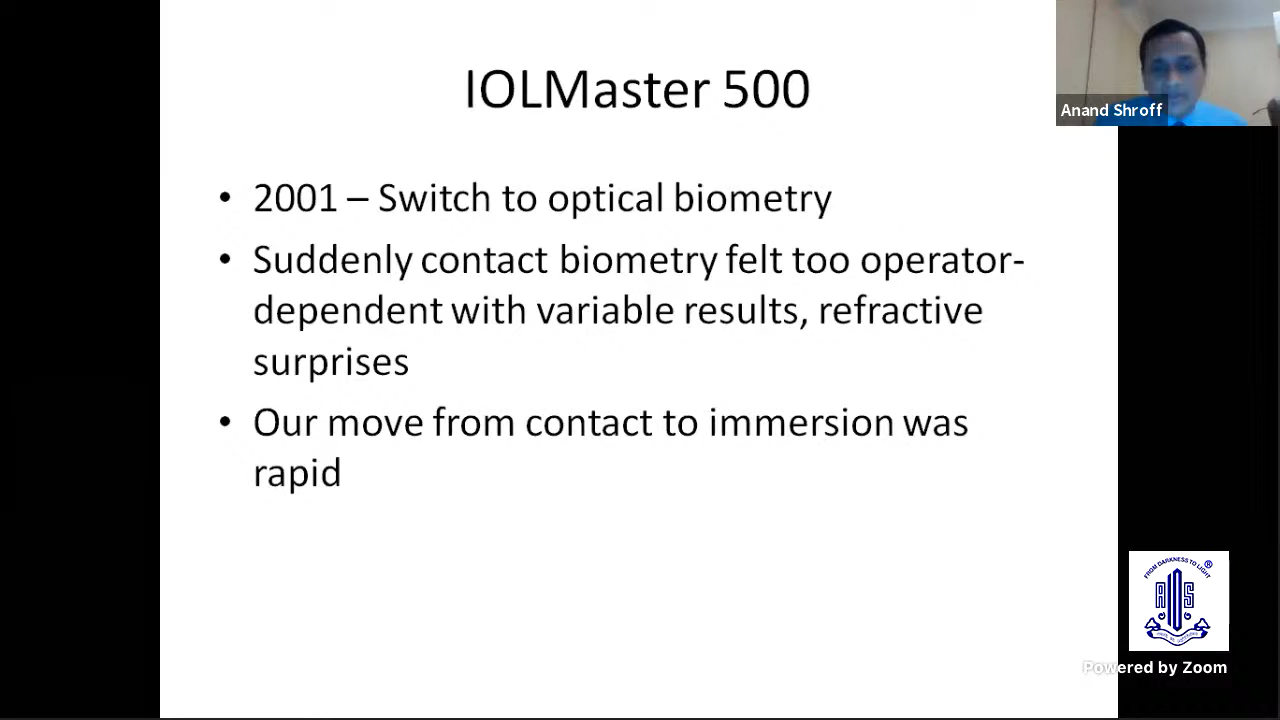 IOLMaster 500
Anand Shroff
• 2001 – Switch to optical biometry
• Suddenly contact biometry felt too operator-
dependent with variable results, refractive
surprises
• Our move from contact to immersion was
rapid
FROM DARKNESS TO LIGHT
®
AIOS
Powered by Zoom